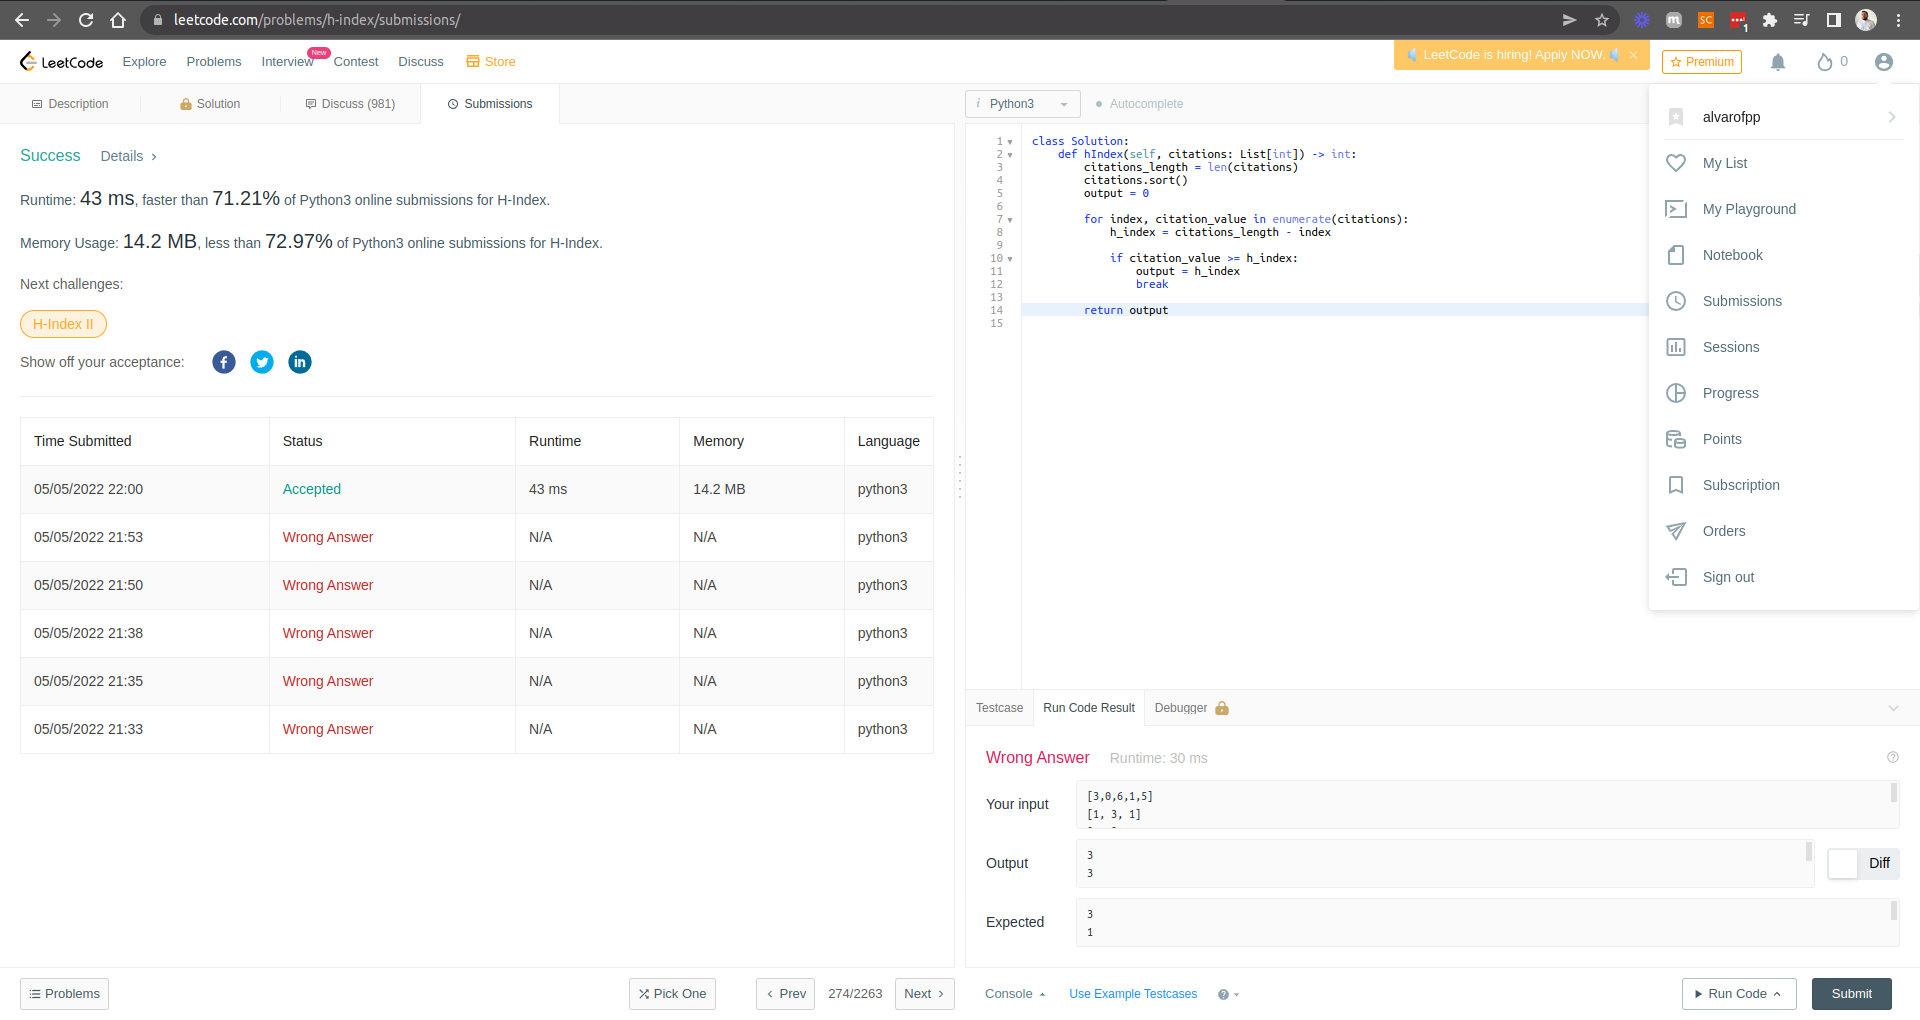 leetcode.com/problems/h-index/submissions/
LeetCode
Explore
Problems
Interview
New
Contest
Discuss
Store
LeetCode is hiring! Apply NOW.
Premium
0
Description
Solution
Discuss (981)
Submissions
Success
Details
Runtime: 43 ms, faster than 71.21% of Python3 online submissions for H-Index.
Memory Usage: 14.2 MB, less than 72.97% of Python3 online submissions for H-Index.
Next challenges:
H-Index II
Show off your acceptance:
Time Submitted Status Runtime Memory Language
05/05/2022 22:00 Accepted 43 ms 14.2 MB python3
05/05/2022 21:53 Wrong Answer N/A N/A python3
05/05/2022 21:50 Wrong Answer N/A N/A python3
05/05/2022 21:38 Wrong Answer N/A N/A python3
05/05/2022 21:35 Wrong Answer N/A N/A python3
05/05/2022 21:33 Wrong Answer N/A N/A python3
Problems
Pick One
Prev
274/2263
Next
i Python3
Autocomplete
1 class Solution:
2 def hIndex(self, citations: List[int]) -> int:
3 citations_length = len(citations)
4 citations.sort()
5 output = 0
6
7 for index, citation_value in enumerate(citations):
8 h_index = citations_length - index
9
10 if citation_value >= h_index:
11 output = h_index
12 break
13
14 return output
15
alvarofpp
My List
My Playground
Notebook
Submissions
Sessions
Progress
Points
Subscription
Orders
Sign out
Testcase
Run Code Result
Debugger
Wrong Answer
Runtime: 30 ms
Your input
[3,0,6,1,5]
[1, 3, 1]
Output
3
3
Diff
Expected
3
1
Console
Use Example Testcases
Run Code
Submit
m
SC
1